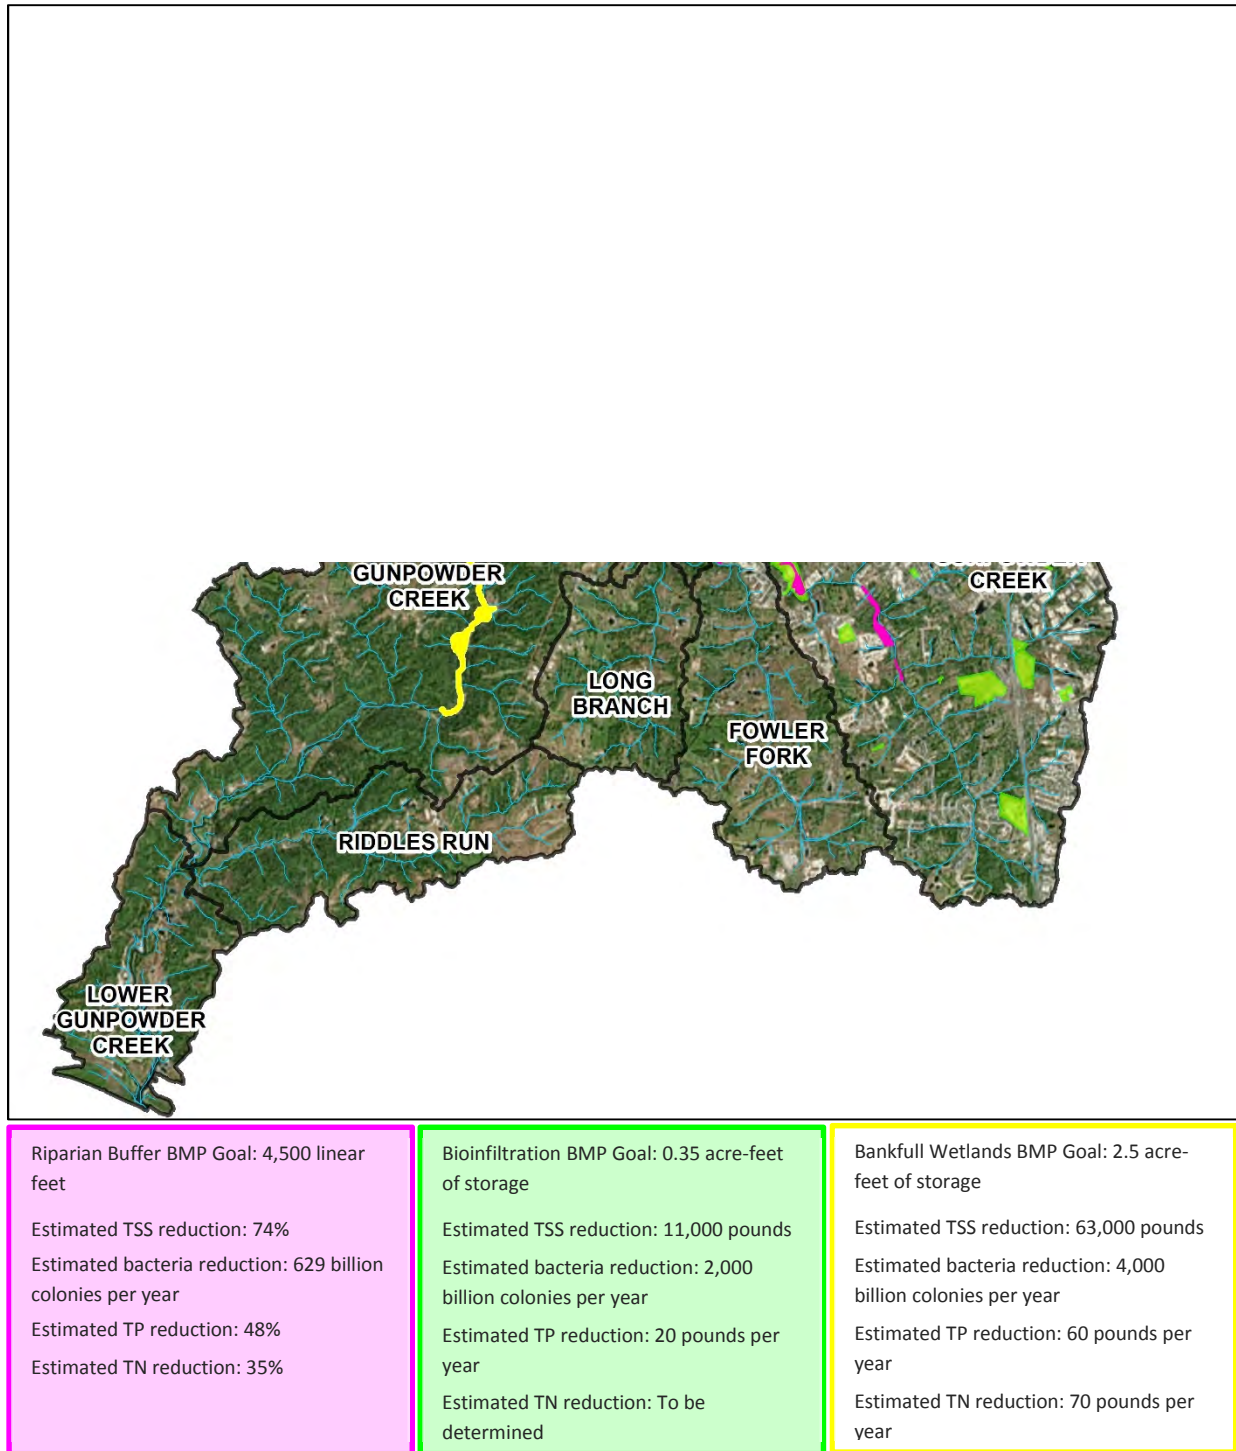 GUNPOWDER
CREEK
CREEK
LONG
BRANCH
FOWLER
FORK
RIDDLES RUN
LOWER
GUNPOWDER
CREEK
Riparian Buffer BMP Goal: 4,500 linear
feet
Estimated TSS reduction: 74%
Estimated bacteria reduction: 629 billion
colonies per year
Estimated TP reduction: 48%
Estimated TN reduction: 35%
Bioinfiltration BMP Goal: 0.35 acre-feet
of storage
Estimated TSS reduction: 11,000 pounds
Estimated bacteria reduction: 2,000
billion colonies per year
Estimated TP reduction: 20 pounds per
year
Estimated TN reduction: To be
determined
Bankfull Wetlands BMP Goal: 2.5 acre-
feet of storage
Estimated TSS reduction: 63,000 pounds
Estimated bacteria reduction: 4,000
billion colonies per year
Estimated TP reduction: 60 pounds per
year
Estimated TN reduction: 70 pounds per
year